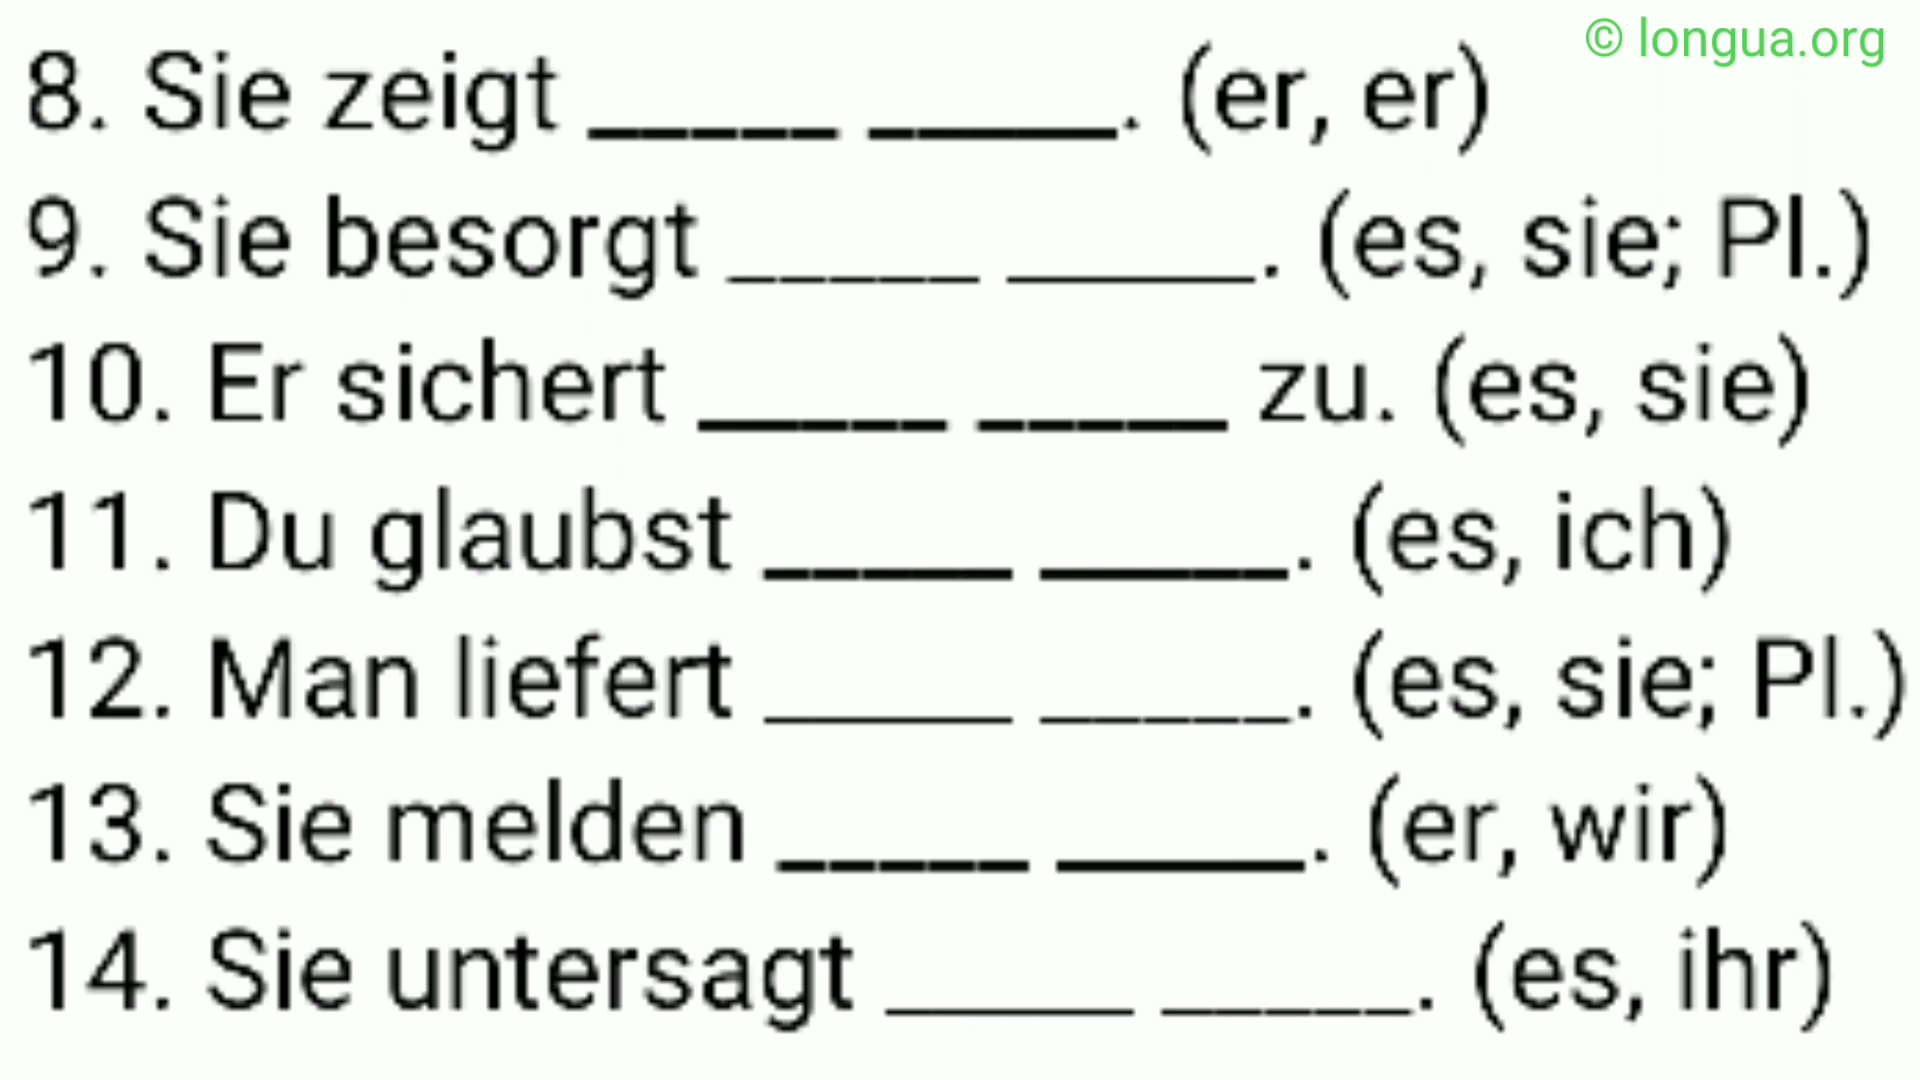 © longua.org
8. Sie zeigt _____ _____. (er, er)
9. Sie besorgt _____ _____. (es, sie; Pl.)
10. Er sichert _____ _____ zu. (es, sie)
11. Du glaubst _____ _____. (es, ich)
12. Man liefert _____ _____. (es, sie; Pl.)
13. Sie melden _____ _____. (er, wir)
14. Sie untersagt _____ _____. (es, ihr)